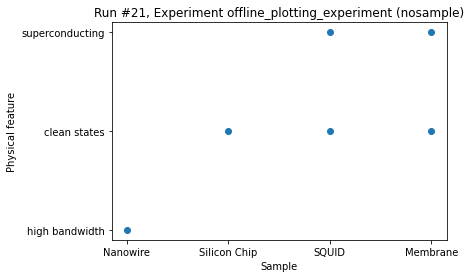 Run #21, Experiment offline_plotting_experiment (nosample)
superconducting
clean states
high bandwidth
Physical feature
Nanowire Silicon Chip SQUID Membrane
Sample